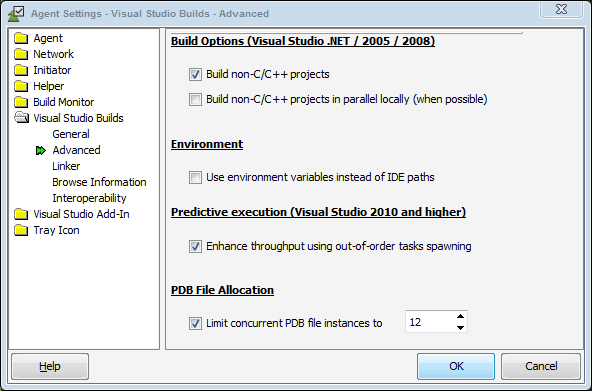 Agent Settings - Visual Studio Builds - Advanced
Agent
Network
Initiator
Helper
Build Monitor
Visual Studio Builds
General
Advanced
Linker
Browse Information
Interoperability
Visual Studio Add-In
Tray Icon
Build Options (Visual Studio .NET / 2005 / 2008)
Build non-C/C++ projects
Build non-C/C++ projects in parallel locally (when possible)
Environment
Use environment variables instead of IDE paths
Predictive execution (Visual Studio 2010 and higher)
Enhance throughput using out-of-order tasks spawning
PDB File Allocation
Limit concurrent PDB file instances to 12
Help OK Cancel